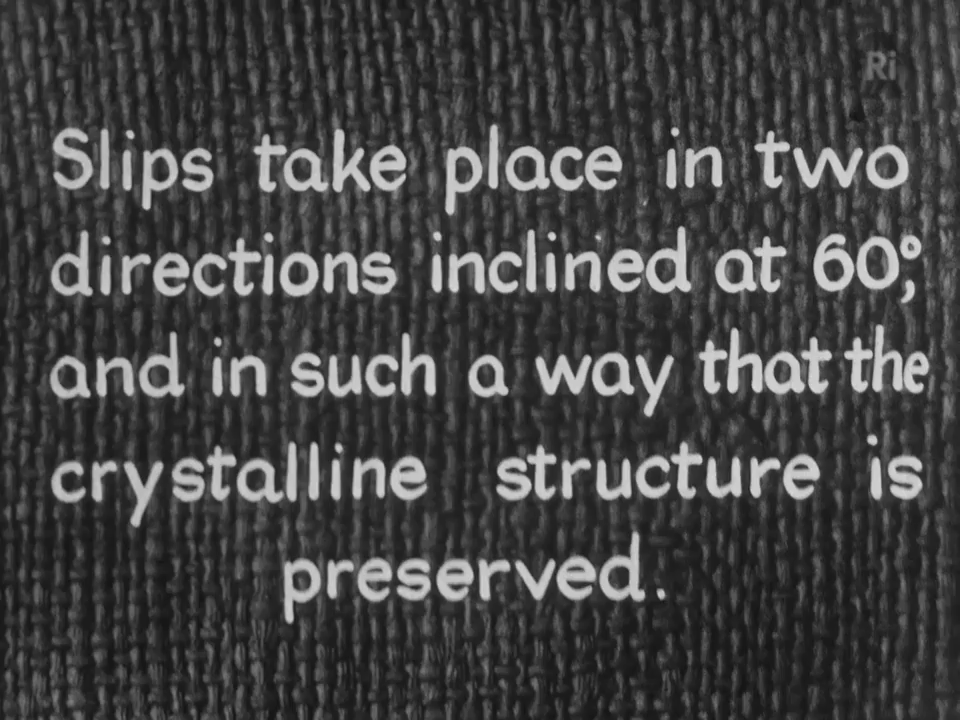 Ri
Slips take place in two
directions inclined at 60°,
and in such a way that the
crystalline structure is
preserved.